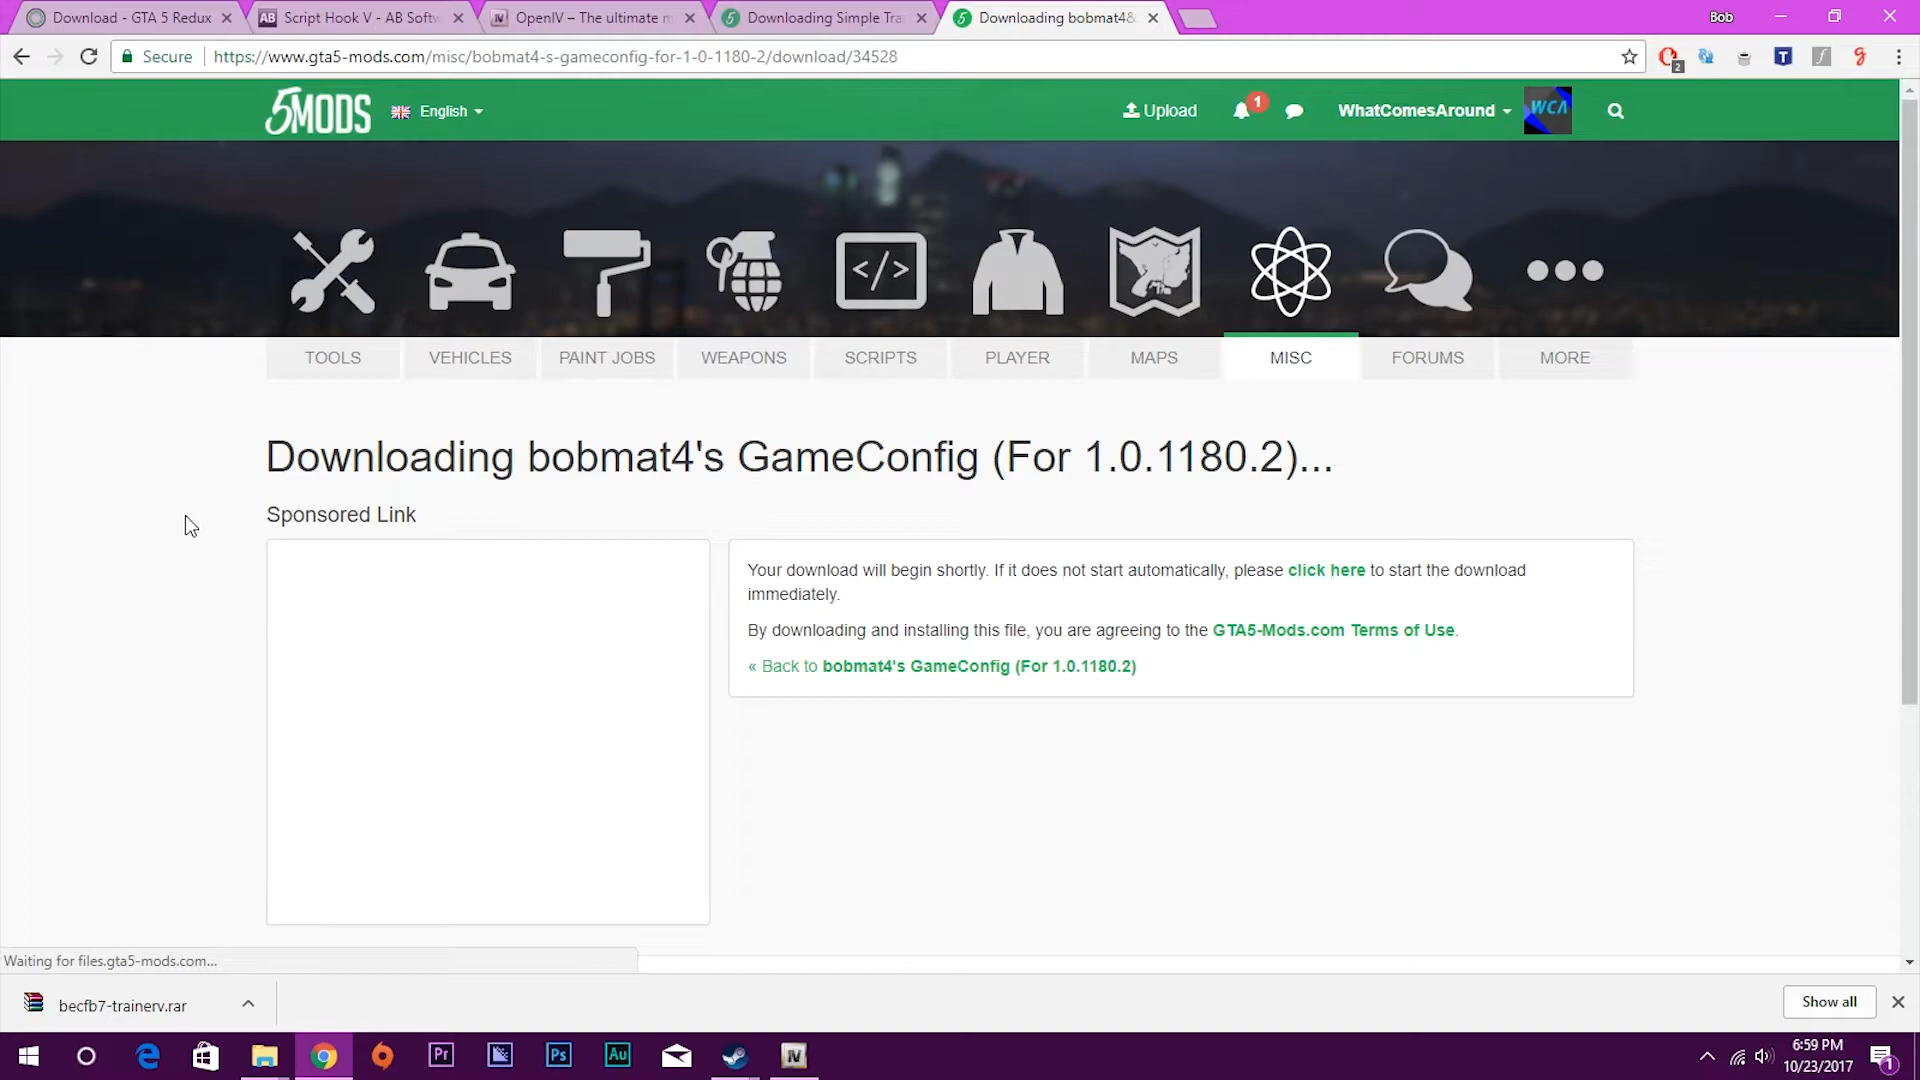 Download - GTA 5 Redux
Script Hook V - AB Softw
OpenIV – The ultimate m
Downloading Simple Tra
Downloading bobmat4&
Bob
Secure
https://www.gta5-mods.com/misc/bobmat4-s-gameconfig-for-1-0-1180-2/download/34528
2
5MODS
English
Upload
1
WhatComesAround
WCA
TOOLS
VEHICLES
PAINT JOBS
WEAPONS
SCRIPTS
PLAYER
MAPS
MISC
FORUMS
MORE
Downloading bobmat4's GameConfig (For 1.0.1180.2)...
Sponsored Link
Your download will begin shortly. If it does not start automatically, please click here to start the download
immediately.
By downloading and installing this file, you are agreeing to the GTA5-Mods.com Terms of Use.
« Back to bobmat4's GameConfig (For 1.0.1180.2)
Waiting for files.gta5-mods.com...
becfb7-trainerv.rar
Show all
Pr
Ps
Au
IV
6:59 PM
10/23/2017
1